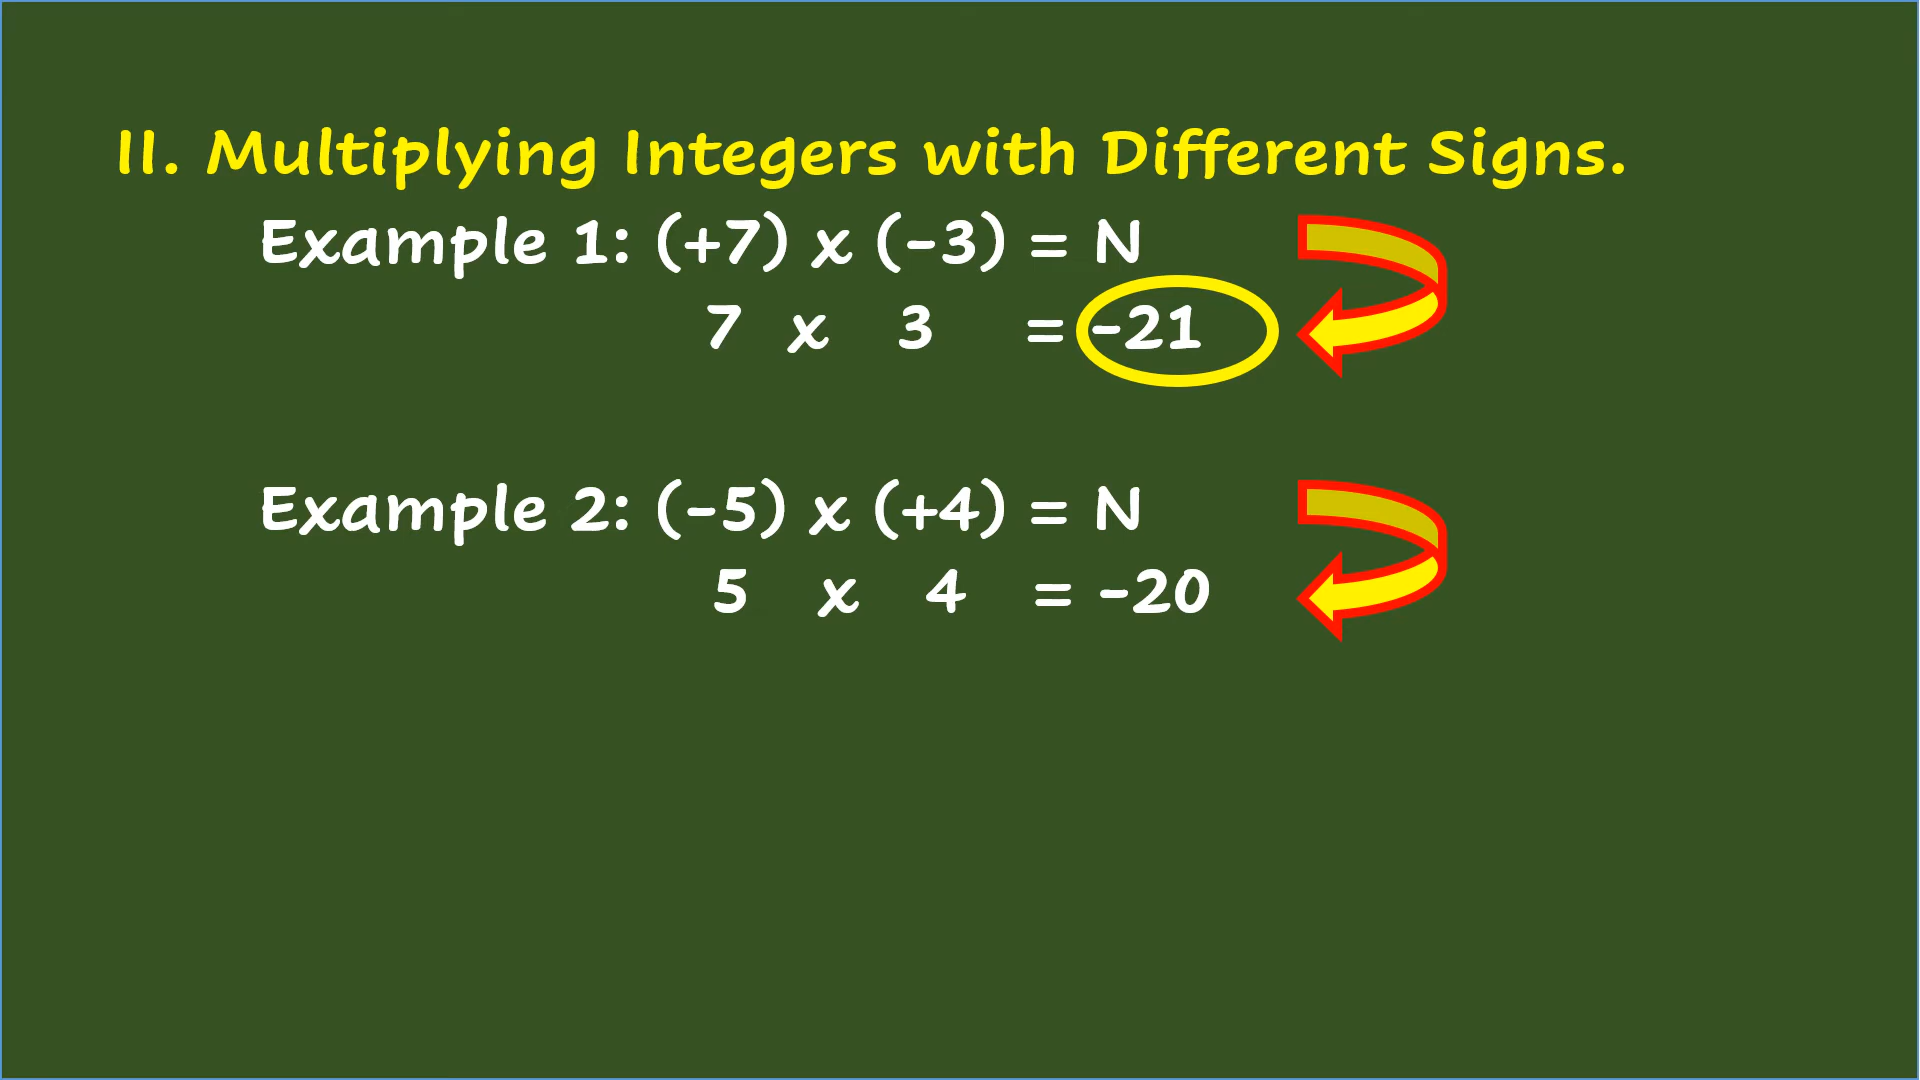 II. Multiplying Integers with Different Signs.
Example 1: (+7) x (-3) = N
7 x 3 = -21
Example 2: (-5) x (+4) = N
5 x 4 = -20